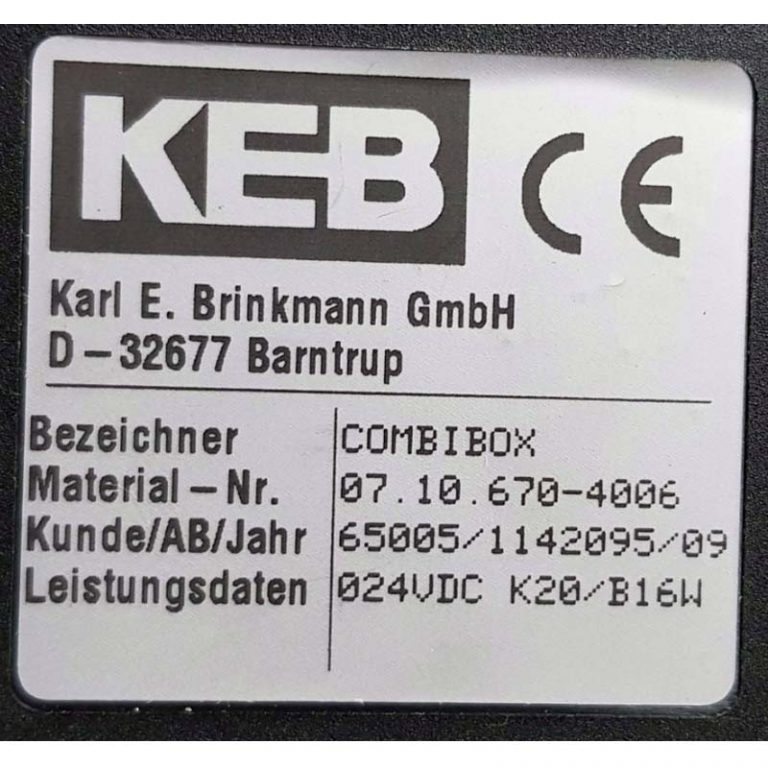 KEB CE
Karl E. Brinkmann GmbH
D-32677 Barntrup
Bezeichner COMBIBOX
Material-Nr. 07.10.670-4006
Kunde/AB/Jahr 65005/1142095/09
Leistungsdaten 024VDC K20/B16W